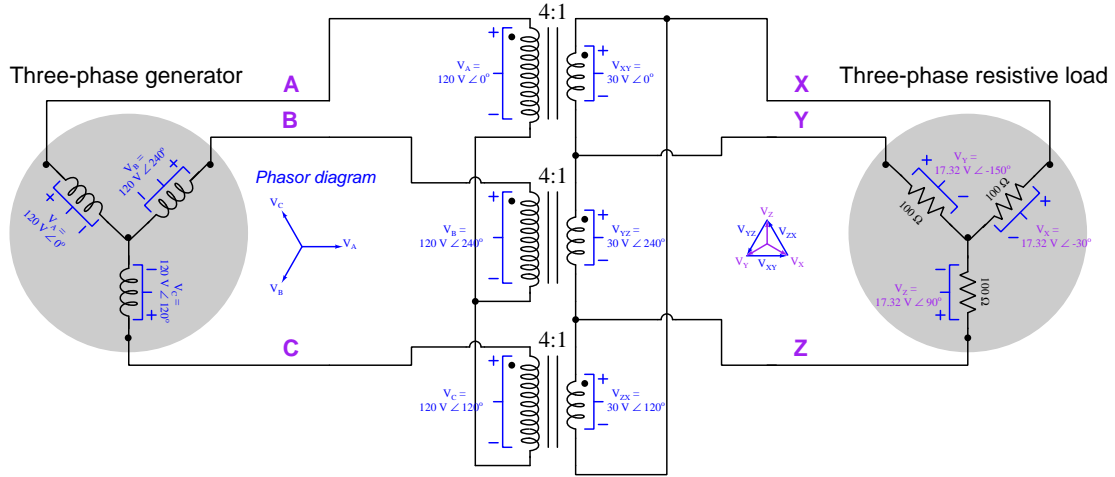 Three-phase generator
A
B
C
V_B =
120 V ∠ 240°
V_A =
120 V ∠ 0°
V_C =
120 V ∠ 120°
+
−
+
−
−
+
Phasor diagram
V_C
V_A
V_B
4:1
+
V_A =
120 V ∠ 0°
−
+
V_XY =
30 V ∠ 0°
−
4:1
+
V_B =
120 V ∠ 240°
−
+
V_YZ =
30 V ∠ 240°
−
4:1
+
V_C =
120 V ∠ 120°
−
+
V_ZX =
30 V ∠ 120°
−
V_Z
V_YZ
V_ZX
V_Y
V_XY
V_X
X
Y
Z
Three-phase resistive load
+
V_Y =
17.32 V ∠ -150°
−
100 Ω
100 Ω
+
V_X =
17.32 V ∠ -30°
−
−
V_Z =
17.32 V ∠ 90°
+
100 Ω